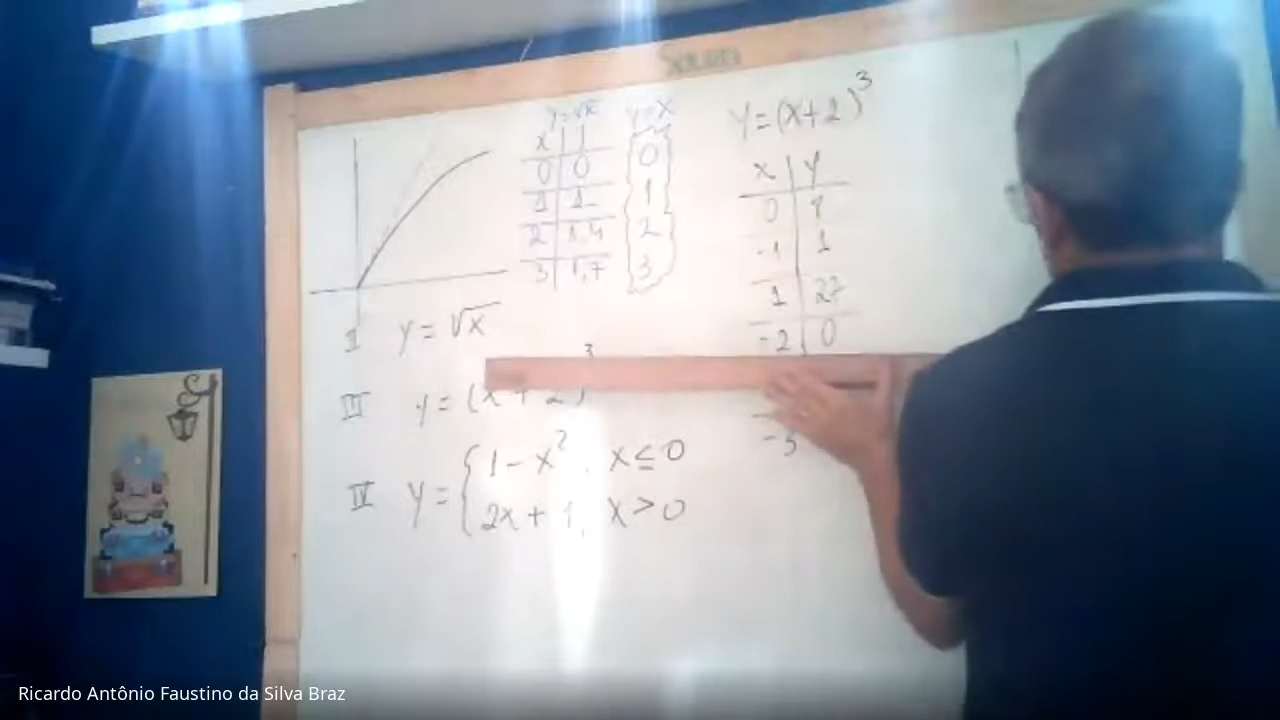 y=√x y=x
x
0 0 0
1 1 1
2 1,4 2
3 1,7 3
I y = √x
III y = (x + 2)³
IV y = { 1 - x² , x ≤ 0
2x + 1, x > 0
y=(x+2)³
x y
0 8
-1 1
1 27
-2 0
-3
Ricardo Antônio Faustino da Silva Braz